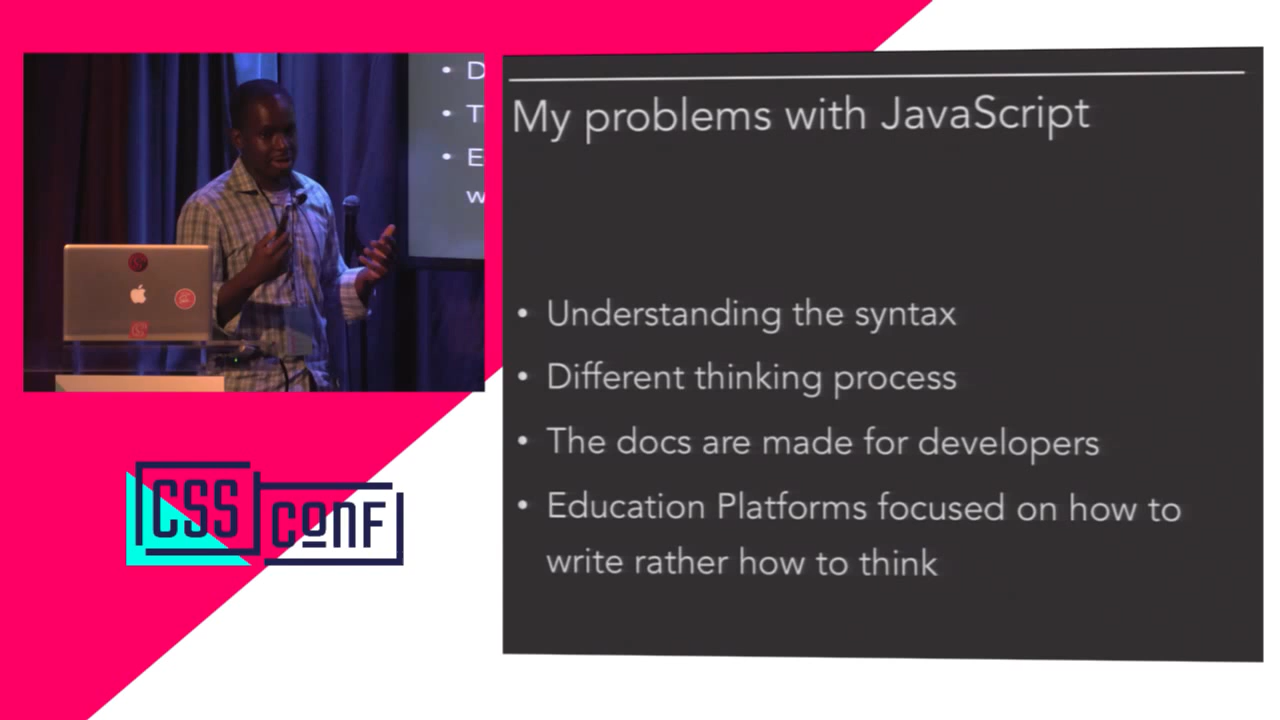 D
T
E
w
My problems with JavaScript
• Understanding the syntax
• Different thinking process
• The docs are made for developers
• Education Platforms focused on how to
write rather how to think
CSS
CONF